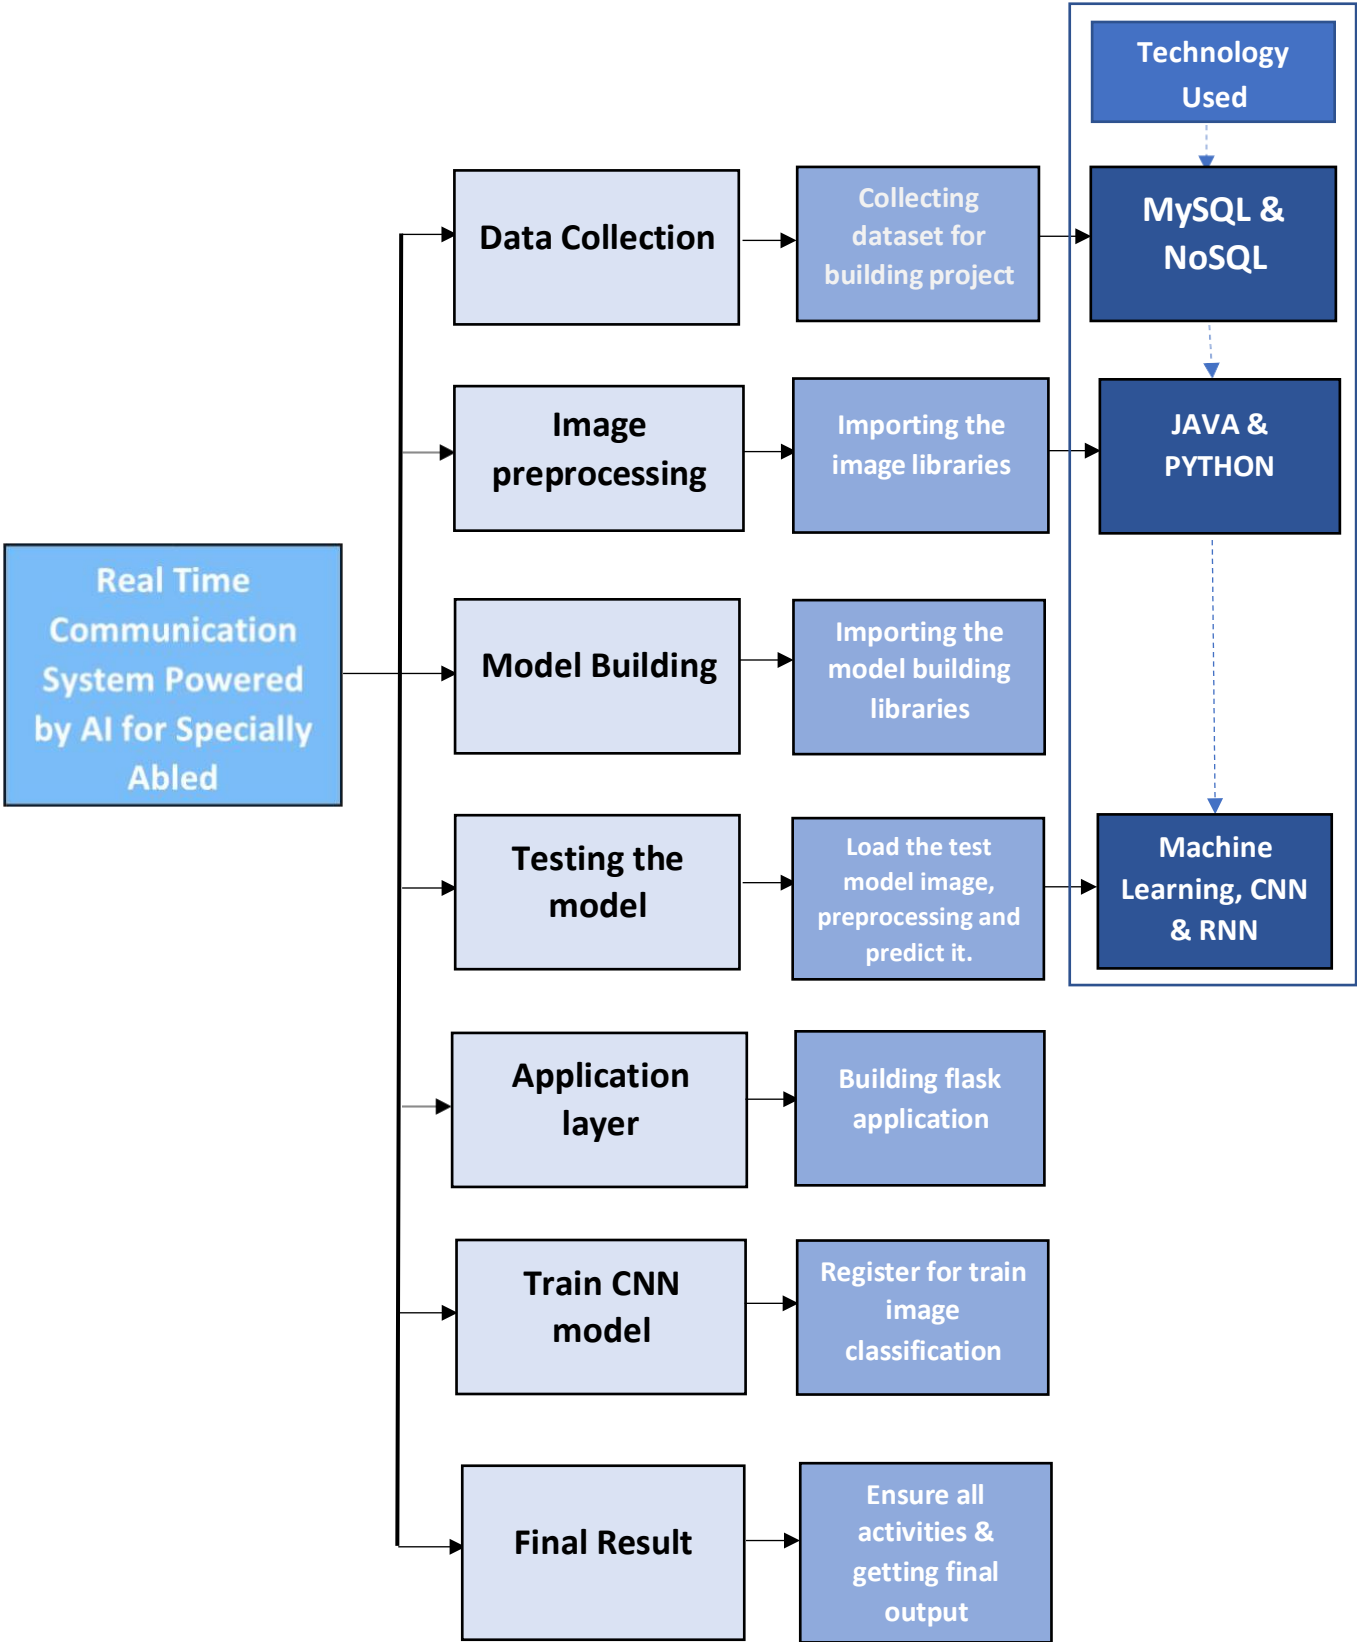 Technology
Used
Data Collection
Collecting
dataset for
building project
MySQL &
NoSQL
Image
preprocessing
Importing the
image libraries
JAVA &
PYTHON
Real Time
Communication
System Powered
by AI for Specially
Abled
Model Building
Importing the
model building
libraries
Testing the
model
Load the test
model image,
preprocessing and
predict it.
Machine
Learning, CNN
& RNN
Application
layer
Building flask
application
Train CNN
model
Register for train
image
classification
Final Result
Ensure all
activities &
getting final
output